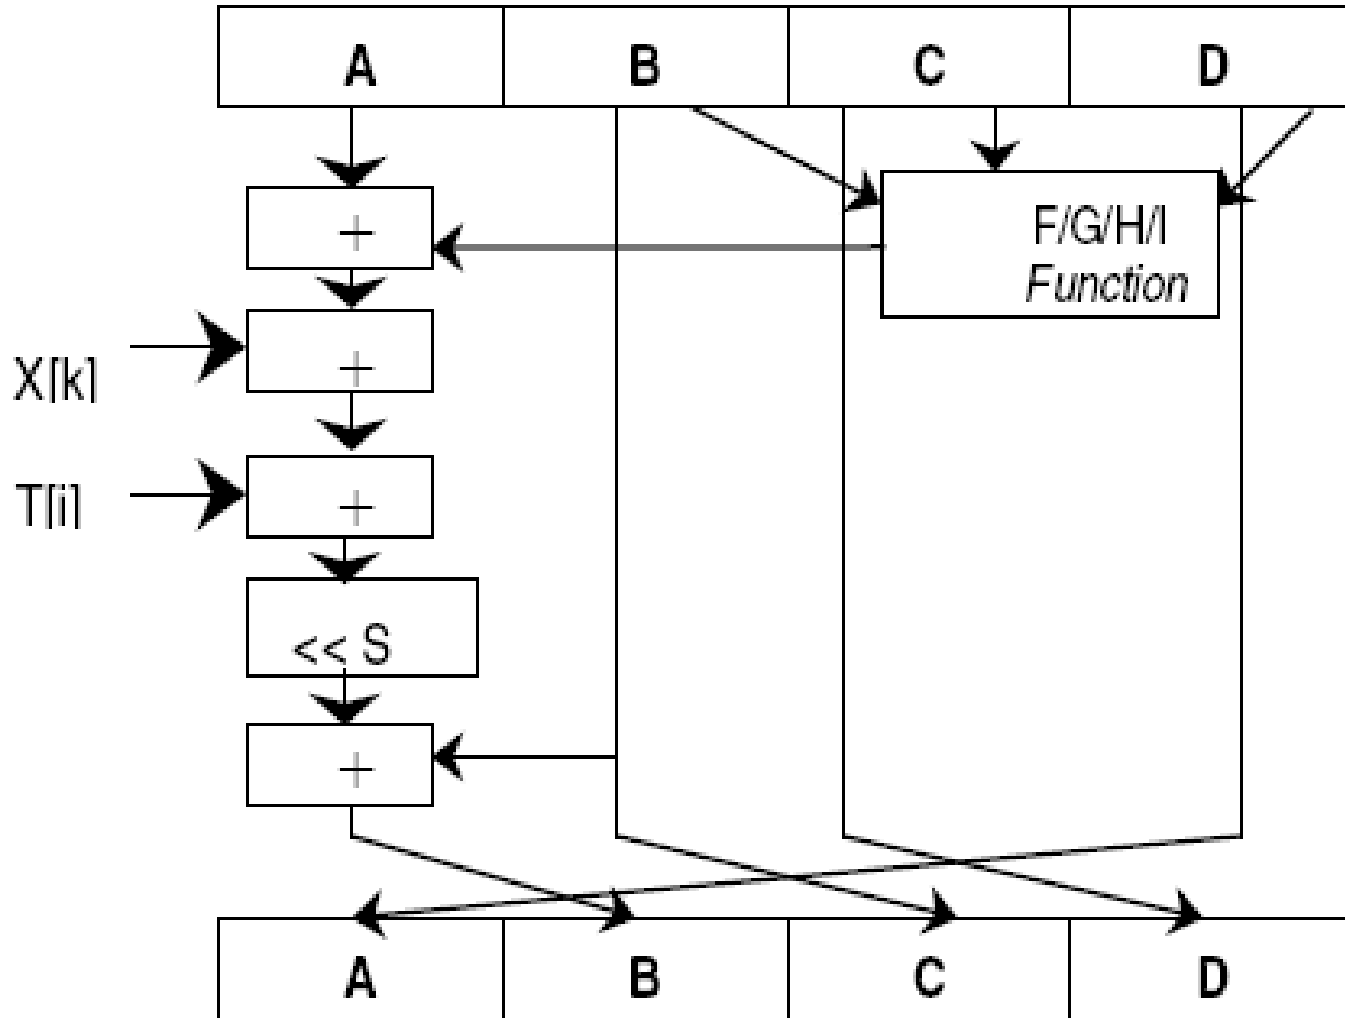 A B C D
F/G/H/I
Function
+
X[k]
+
T[i]
+
<< S
+
A B C D